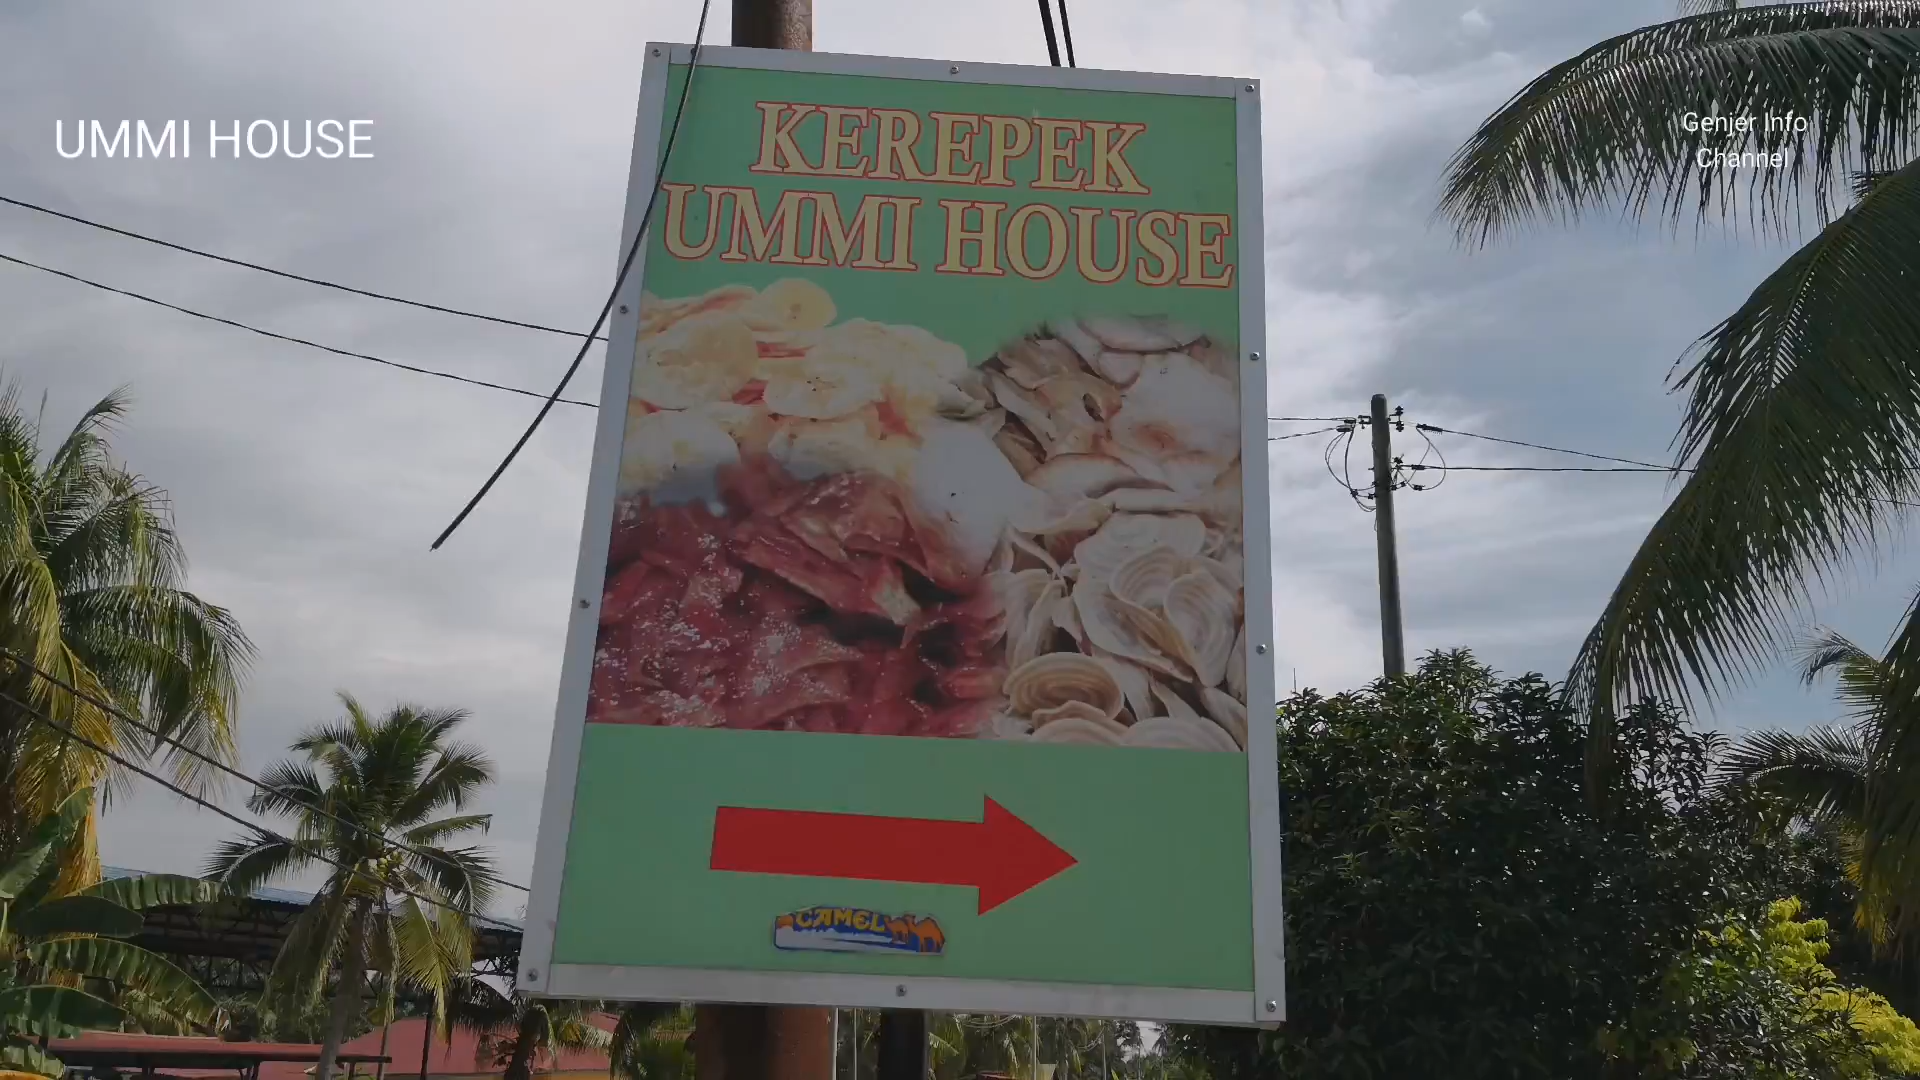 UMMI HOUSE
Genjer Info
Channel
KEREPEK
UMMI HOUSE
CAMEL